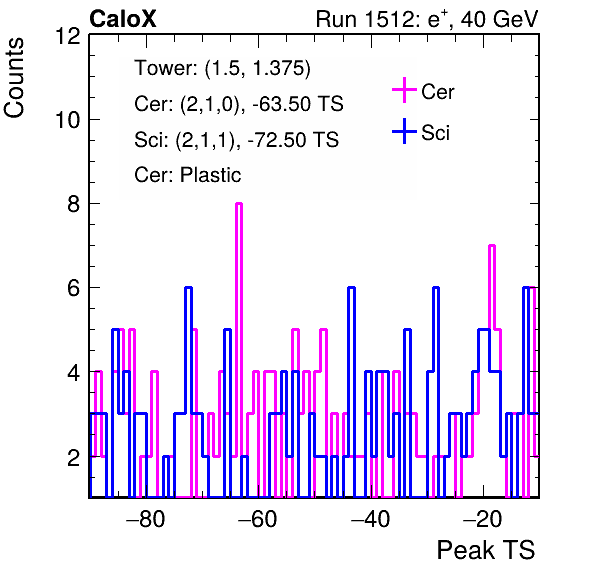 CaloX Run 1512: e+, 40 GeV
Counts
12
10
8
6
4
2
Tower: (1.5, 1.375)
Cer: (2,1,0), -63.50 TS
Sci: (2,1,1), -72.50 TS
Cer: Plastic
Cer
Sci
−80 −60 −40 −20
Peak TS